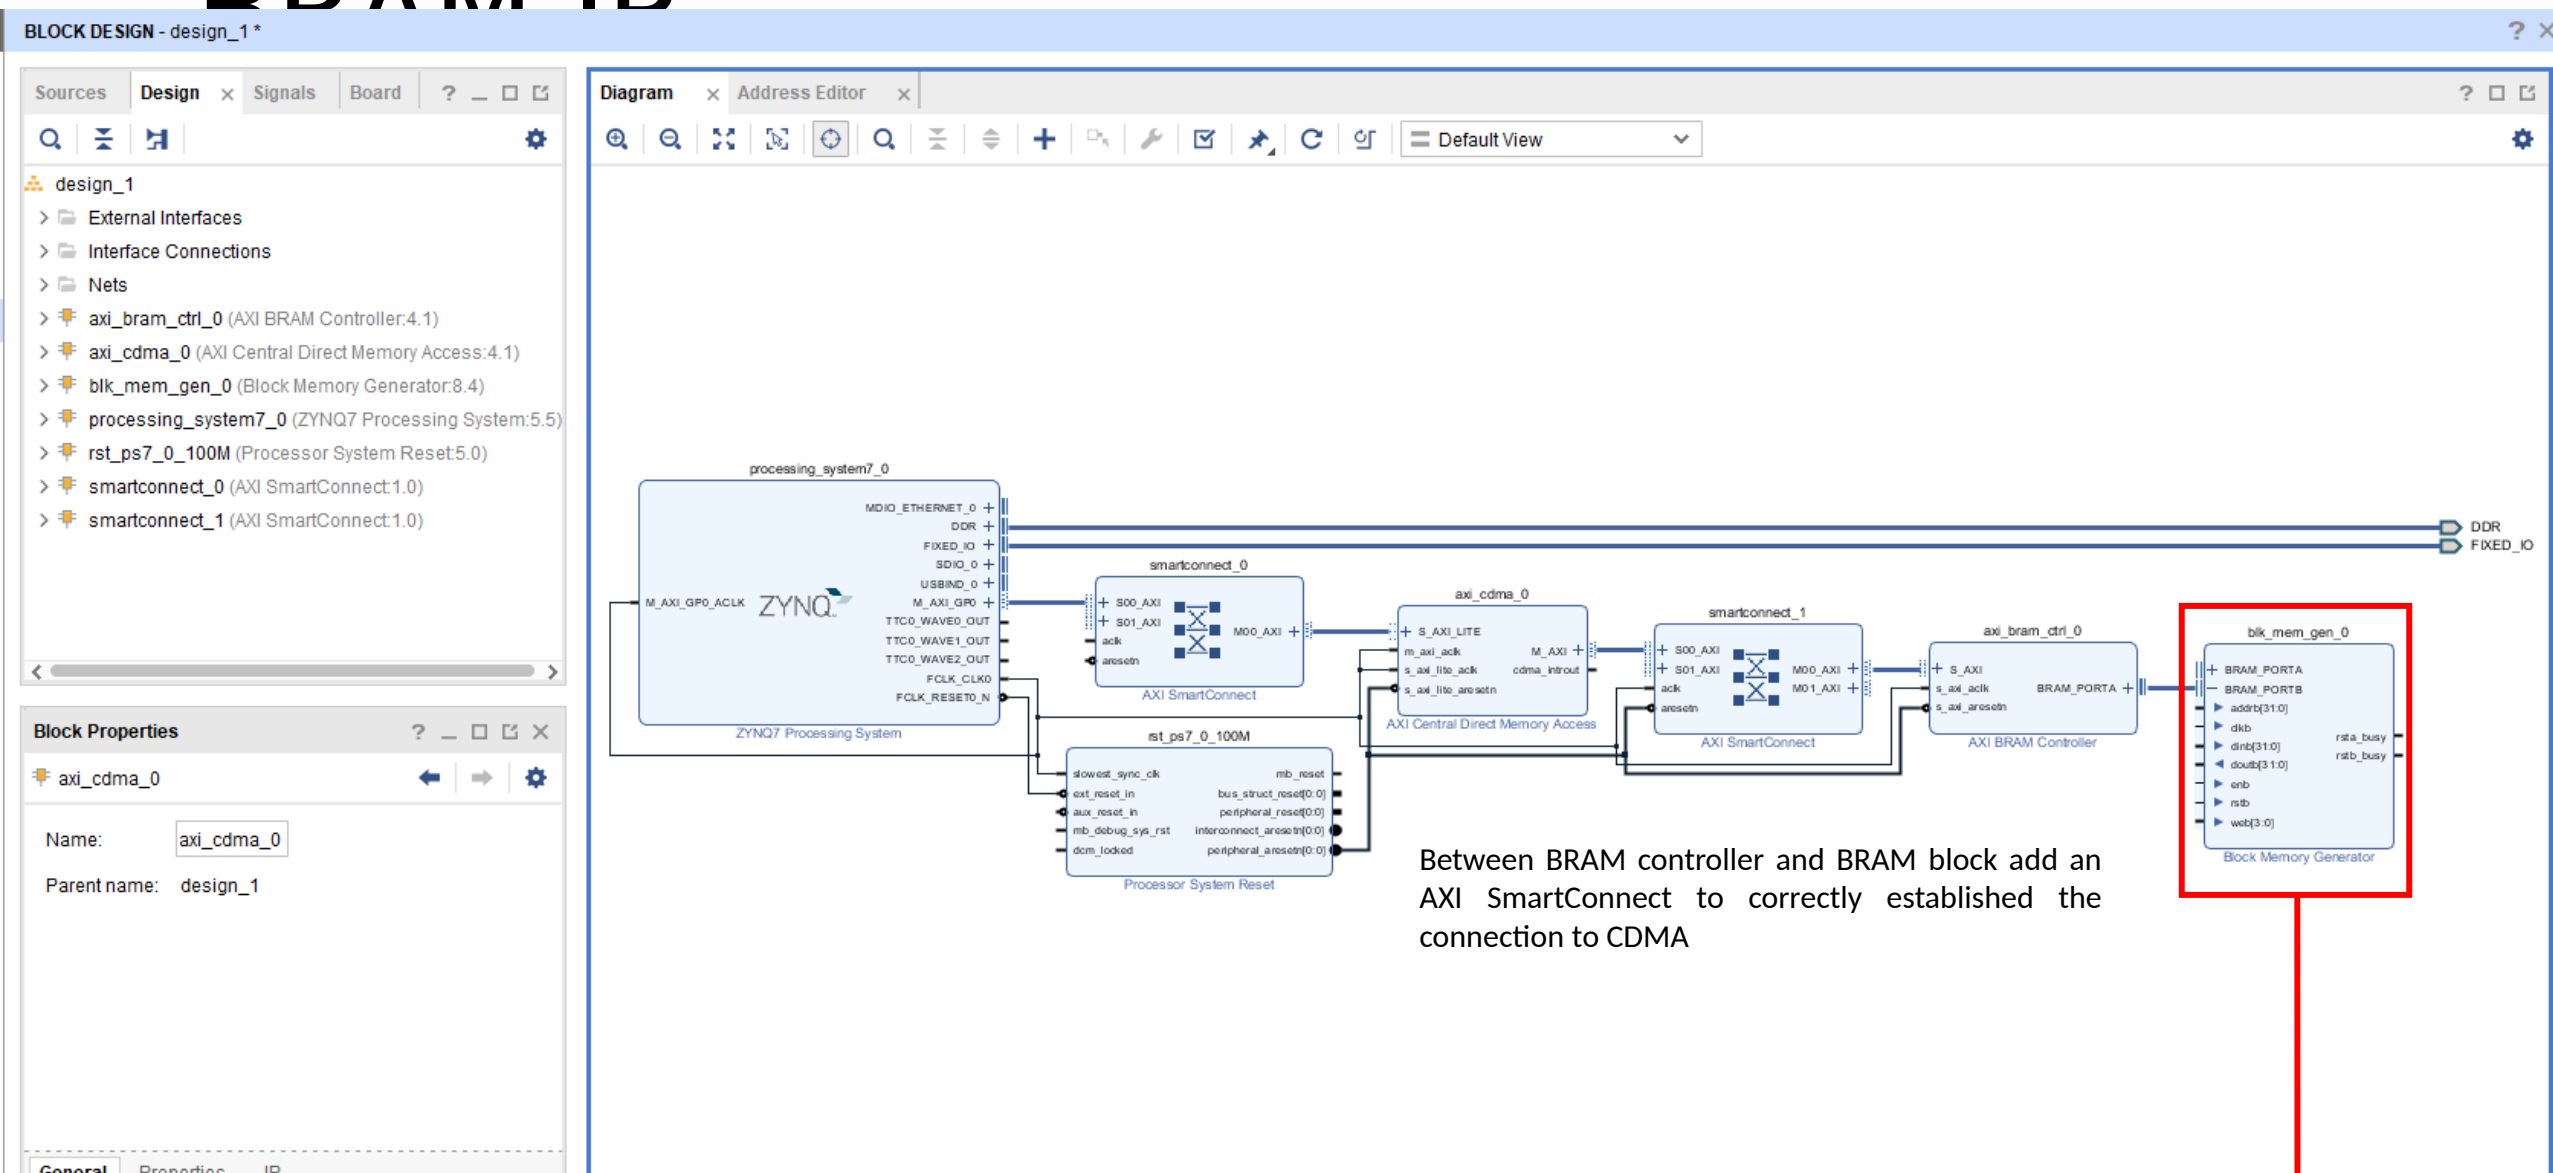 BRAM IP
BLOCK DESIGN - design_1 *
Sources Design Signals Board
design_1
External Interfaces
Interface Connections
Nets
axi_bram_ctrl_0 (AXI BRAM Controller:4.1)
axi_cdma_0 (AXI Central Direct Memory Access:4.1)
blk_mem_gen_0 (Block Memory Generator:8.4)
processing_system7_0 (ZYNQ7 Processing System:5.5)
rst_ps7_0_100M (Processor System Reset:5.0)
smartconnect_0 (AXI SmartConnect:1.0)
smartconnect_1 (AXI SmartConnect:1.0)
Block Properties
axi_cdma_0
Name: axi_cdma_0
Parent name: design_1
General Properties IP
Diagram Address Editor
Default View
processing_system7_0
MDIO_ETHERNET_0
DDR
FIXED_IO
SDIO_0
USBIND_0
M_AXI_GP0
TTC0_WAVE0_OUT
TTC0_WAVE1_OUT
TTC0_WAVE2_OUT
FCLK_CLK0
FCLK_RESET0_N
M_AXI_GP0_ACLK
ZYNQ
ZYNQ7 Processing System
smartconnect_0
S00_AXI
S01_AXI
aclk
aresetn
M00_AXI
AXI SmartConnect
rst_ps7_0_100M
slowest_sync_clk
ext_reset_in
aux_reset_in
mb_debug_sys_rst
dcm_locked
mb_reset
bus_struct_reset[0:0]
peripheral_reset[0:0]
interconnect_aresetn[0:0]
peripheral_aresetn[0:0]
Processor System Reset
axi_cdma_0
S_AXI_LITE
m_axi_aclk
s_axi_lite_aclk
s_axi_lite_aresetn
M_AXI
cdma_introut
AXI Central Direct Memory Access
smartconnect_1
S00_AXI
S01_AXI
aclk
aresetn
M00_AXI
M01_AXI
AXI SmartConnect
axi_bram_ctrl_0
S_AXI
s_axi_aclk
s_axi_aresetn
BRAM_PORTA
AXI BRAM Controller
blk_mem_gen_0
BRAM_PORTA
BRAM_PORTB
addrb[31:0]
clkb
dinb[31:0]
doutb[31:0]
enb
rstb
web[3:0]
rsta_busy
rstb_busy
Block Memory Generator
DDR
FIXED_IO
Between BRAM controller and BRAM block add an
AXI SmartConnect to correctly established the
connection to CDMA